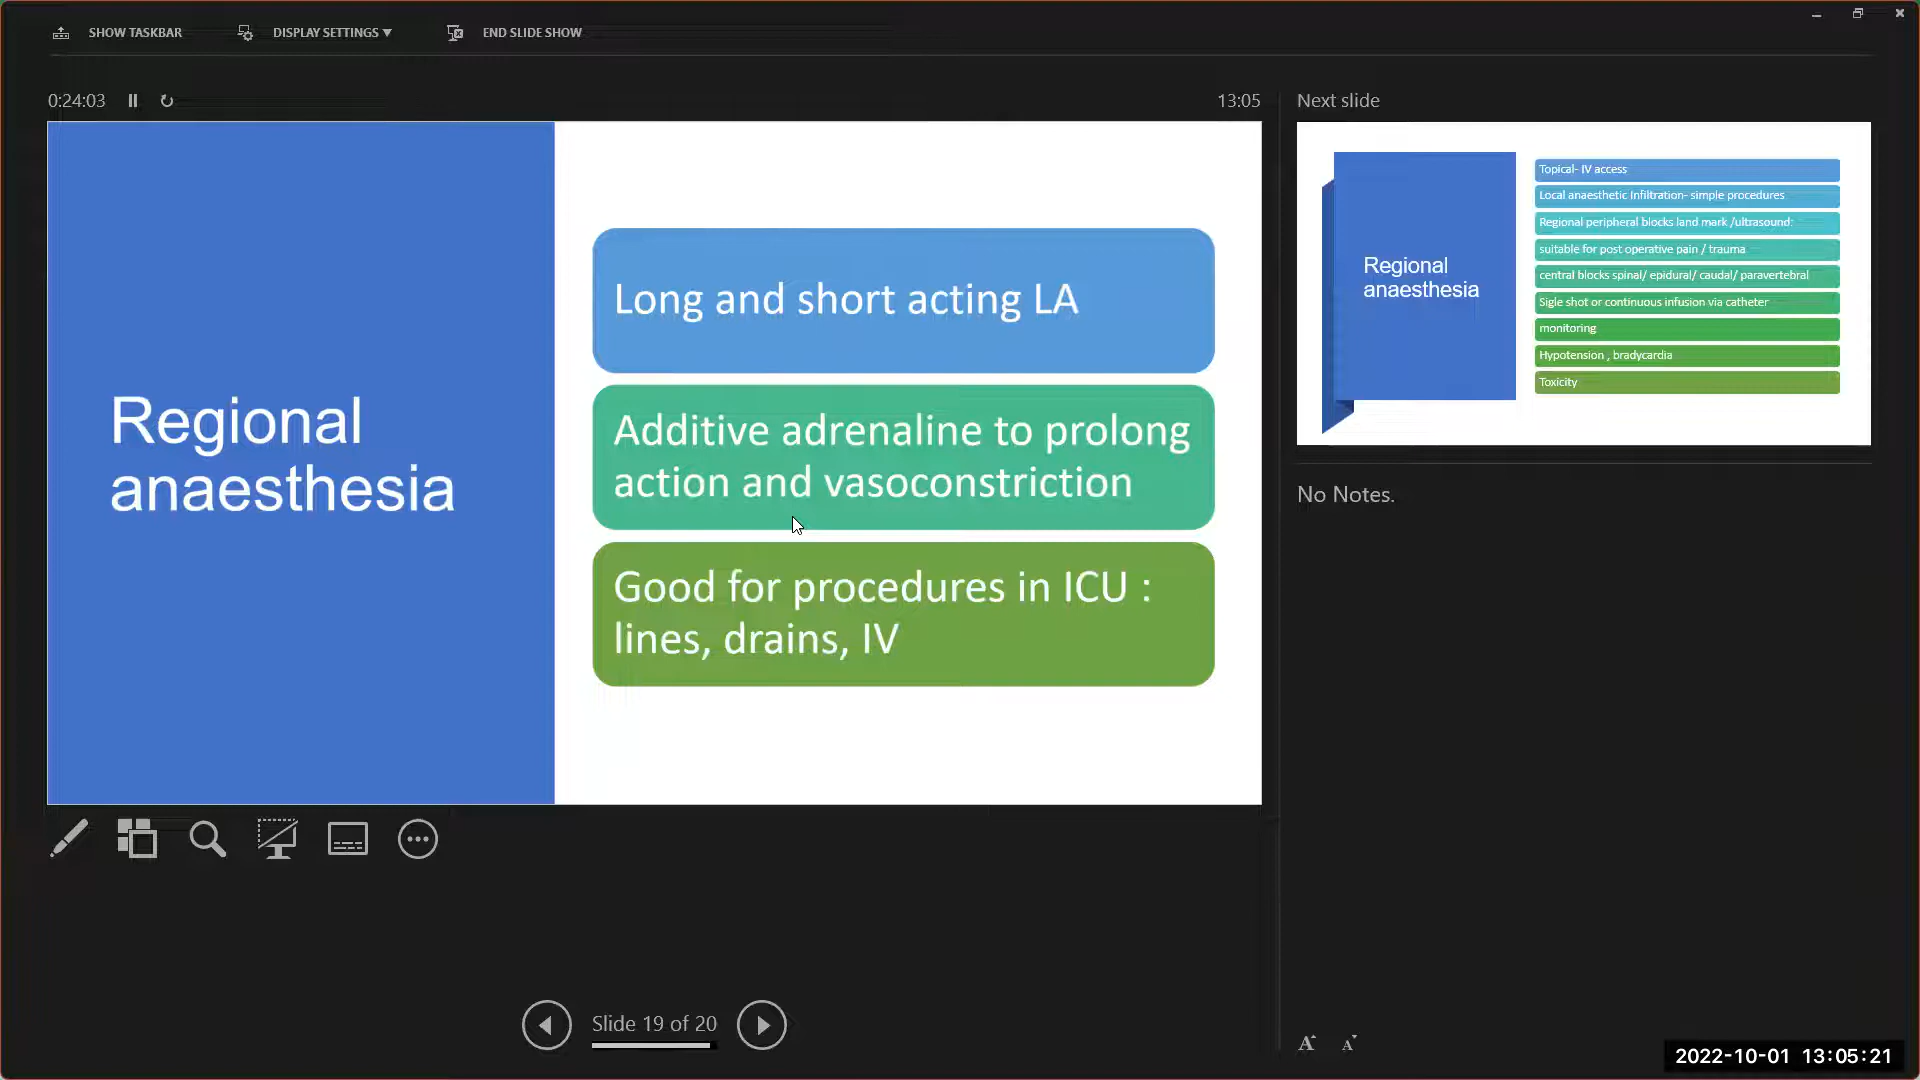 SHOW TASKBAR
DISPLAY SETTINGS ▼
END SLIDE SHOW
0:24:03
13:05
Next slide
Regional
anaesthesia
Long and short acting LA
Additive adrenaline to prolong
action and vasoconstriction
Good for procedures in ICU :
lines, drains, IV
Regional
anaesthesia
Topical- IV access
Local anaesthetic Infiltration- simple procedures
Regional peripheral blocks land mark /ultrasound:
suitable for post operative pain / trauma
central blocks spinal/ epidural/ caudal/ paravertebral
Sigle shot or continuous infusion via catheter
monitoring
Hypotension , bradycardia
Toxicity
No Notes.
Slide 19 of 20
A A
2022-10-01 13:05:21